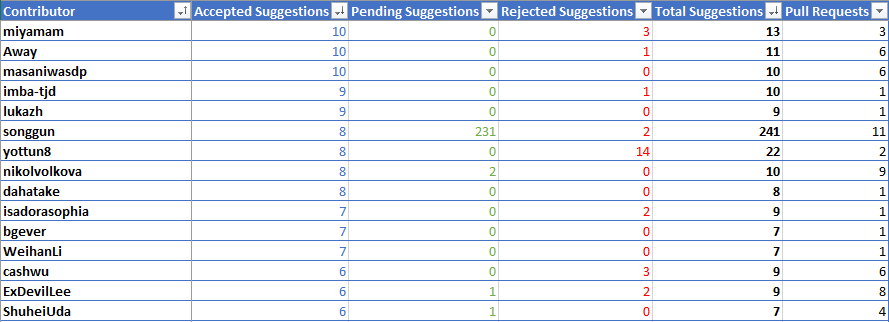 Contributor Accepted Suggestions Pending Suggestions Rejected Suggestions Total Suggestions Pull Requests
miyamam 10 0 3 13 3
Away 10 0 1 11 6
masaniwasdp 10 0 0 10 6
imba-tjd 9 0 1 10 1
lukazh 9 0 0 9 1
songgun 8 231 2 241 11
yottun8 8 0 14 22 2
nikolvolkova 8 2 0 10 9
dahatake 8 0 0 8 1
isadorasophia 7 0 2 9 1
bgever 7 0 0 7 1
WeihanLi 7 0 0 7 1
cashwu 6 0 3 9 6
ExDevilLee 6 1 2 9 8
ShuheiUda 6 1 0 7 4